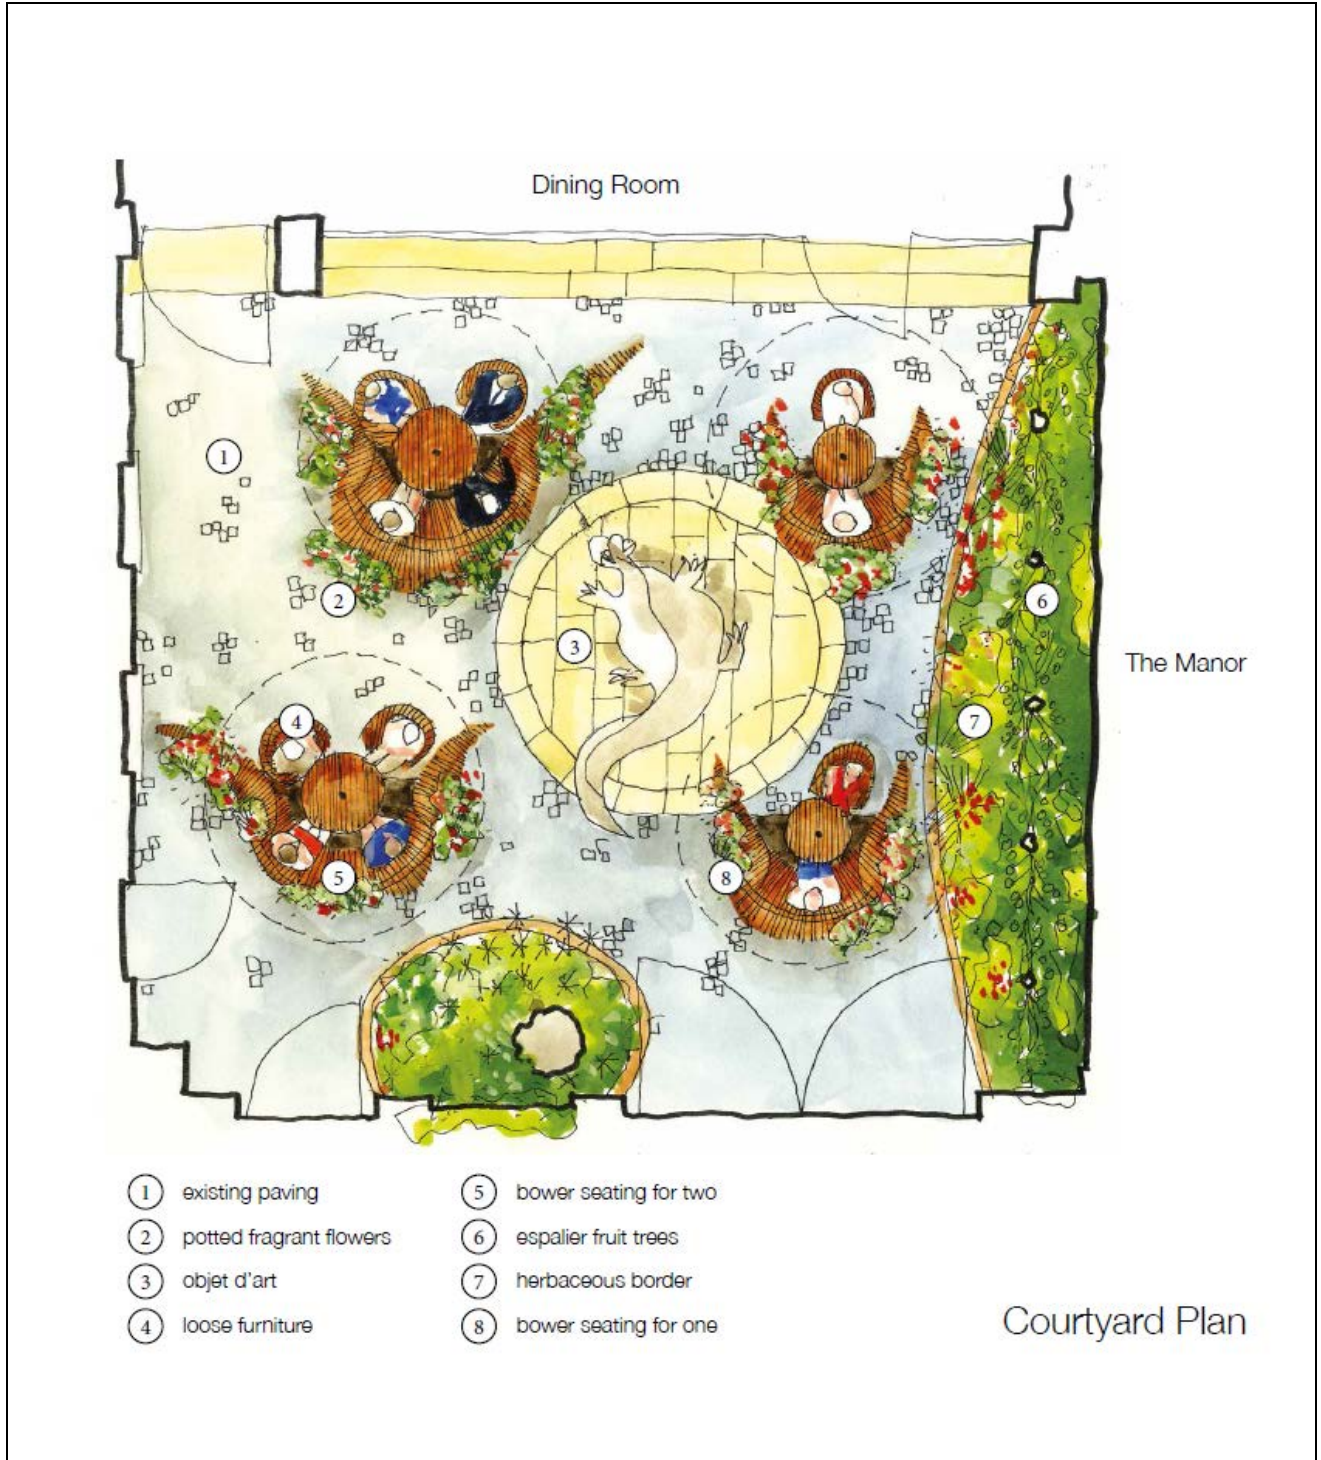 Dining Room
1
2
3
6
The Manor
4
7
5
8
1 existing paving
2 potted fragrant flowers
3 objet d'art
4 loose furniture
5 bower seating for two
6 espalier fruit trees
7 herbaceous border
8 bower seating for one
Courtyard Plan